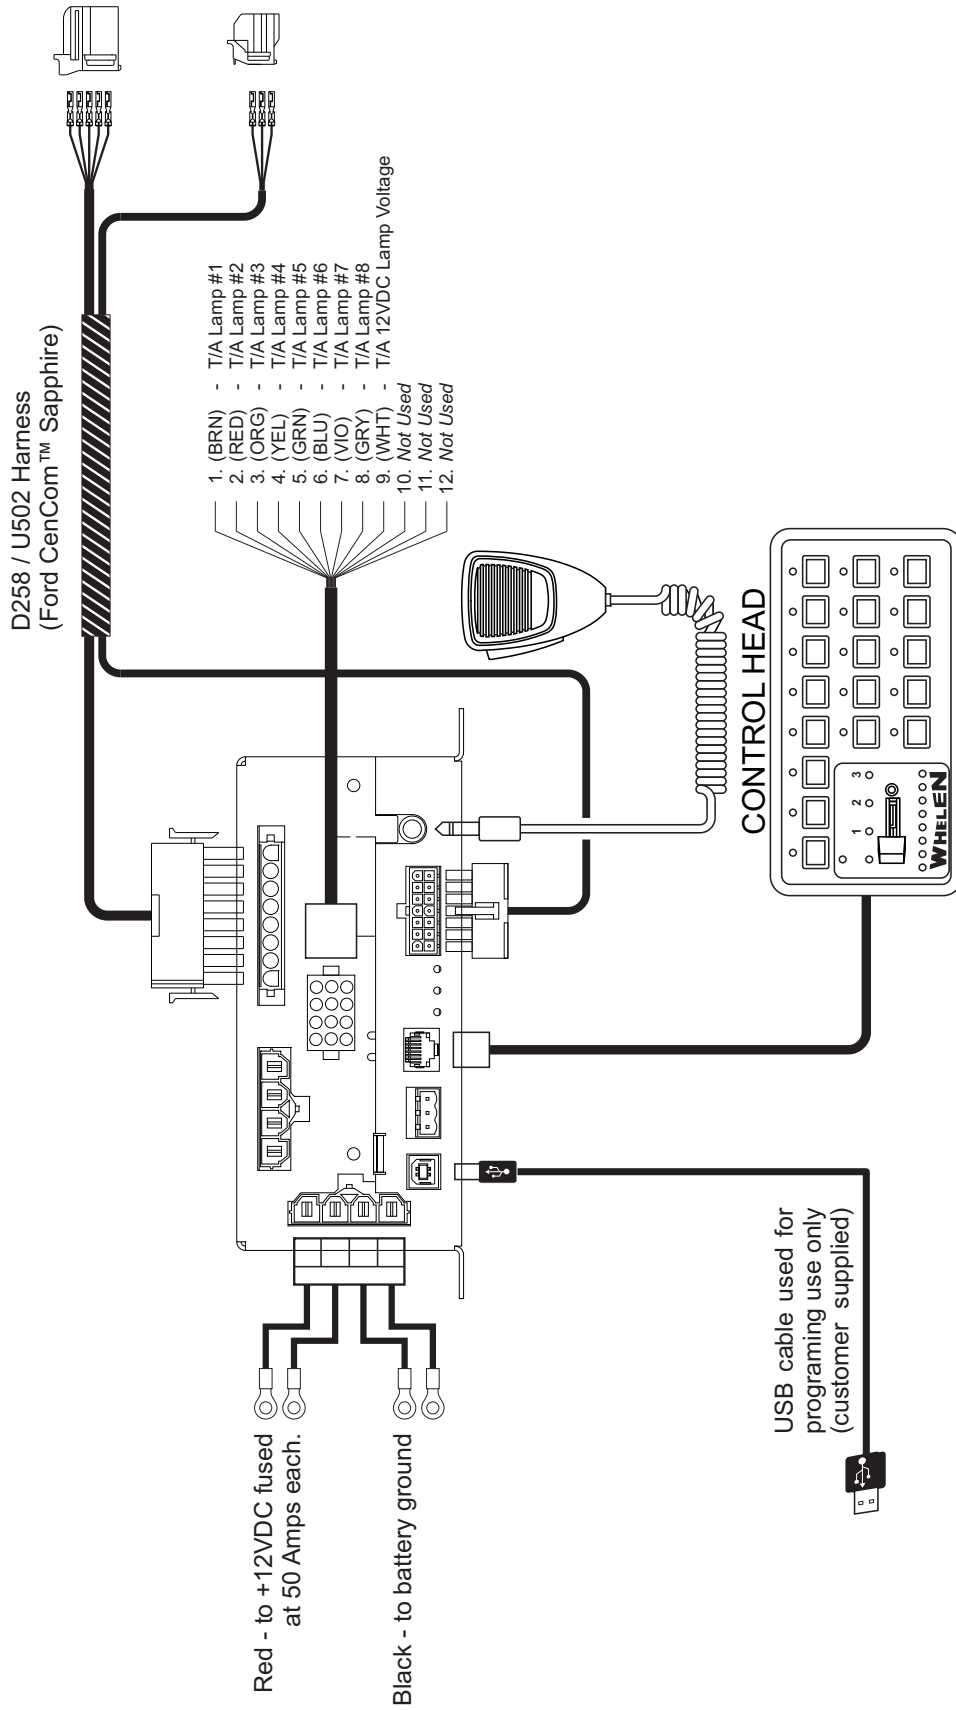 D258 / U502 Harness
(Ford CenCom™ Sapphire)
1. (BRN) - T/A Lamp #1
2. (RED) - T/A Lamp #2
3. (ORG) - T/A Lamp #3
4. (YEL) - T/A Lamp #4
5. (GRN) - T/A Lamp #5
6. (BLU) - T/A Lamp #6
7. (VIO) - T/A Lamp #7
8. (GRY) - T/A Lamp #8
9. (WHT) - T/A 12VDC Lamp Voltage
10. Not Used
11. Not Used
12. Not Used
Red - to +12VDC fused
at 50 Amps each.
Black - to battery ground
USB cable used for
programing use only
(customer supplied)
CONTROL HEAD
1 2 3
WHELEN